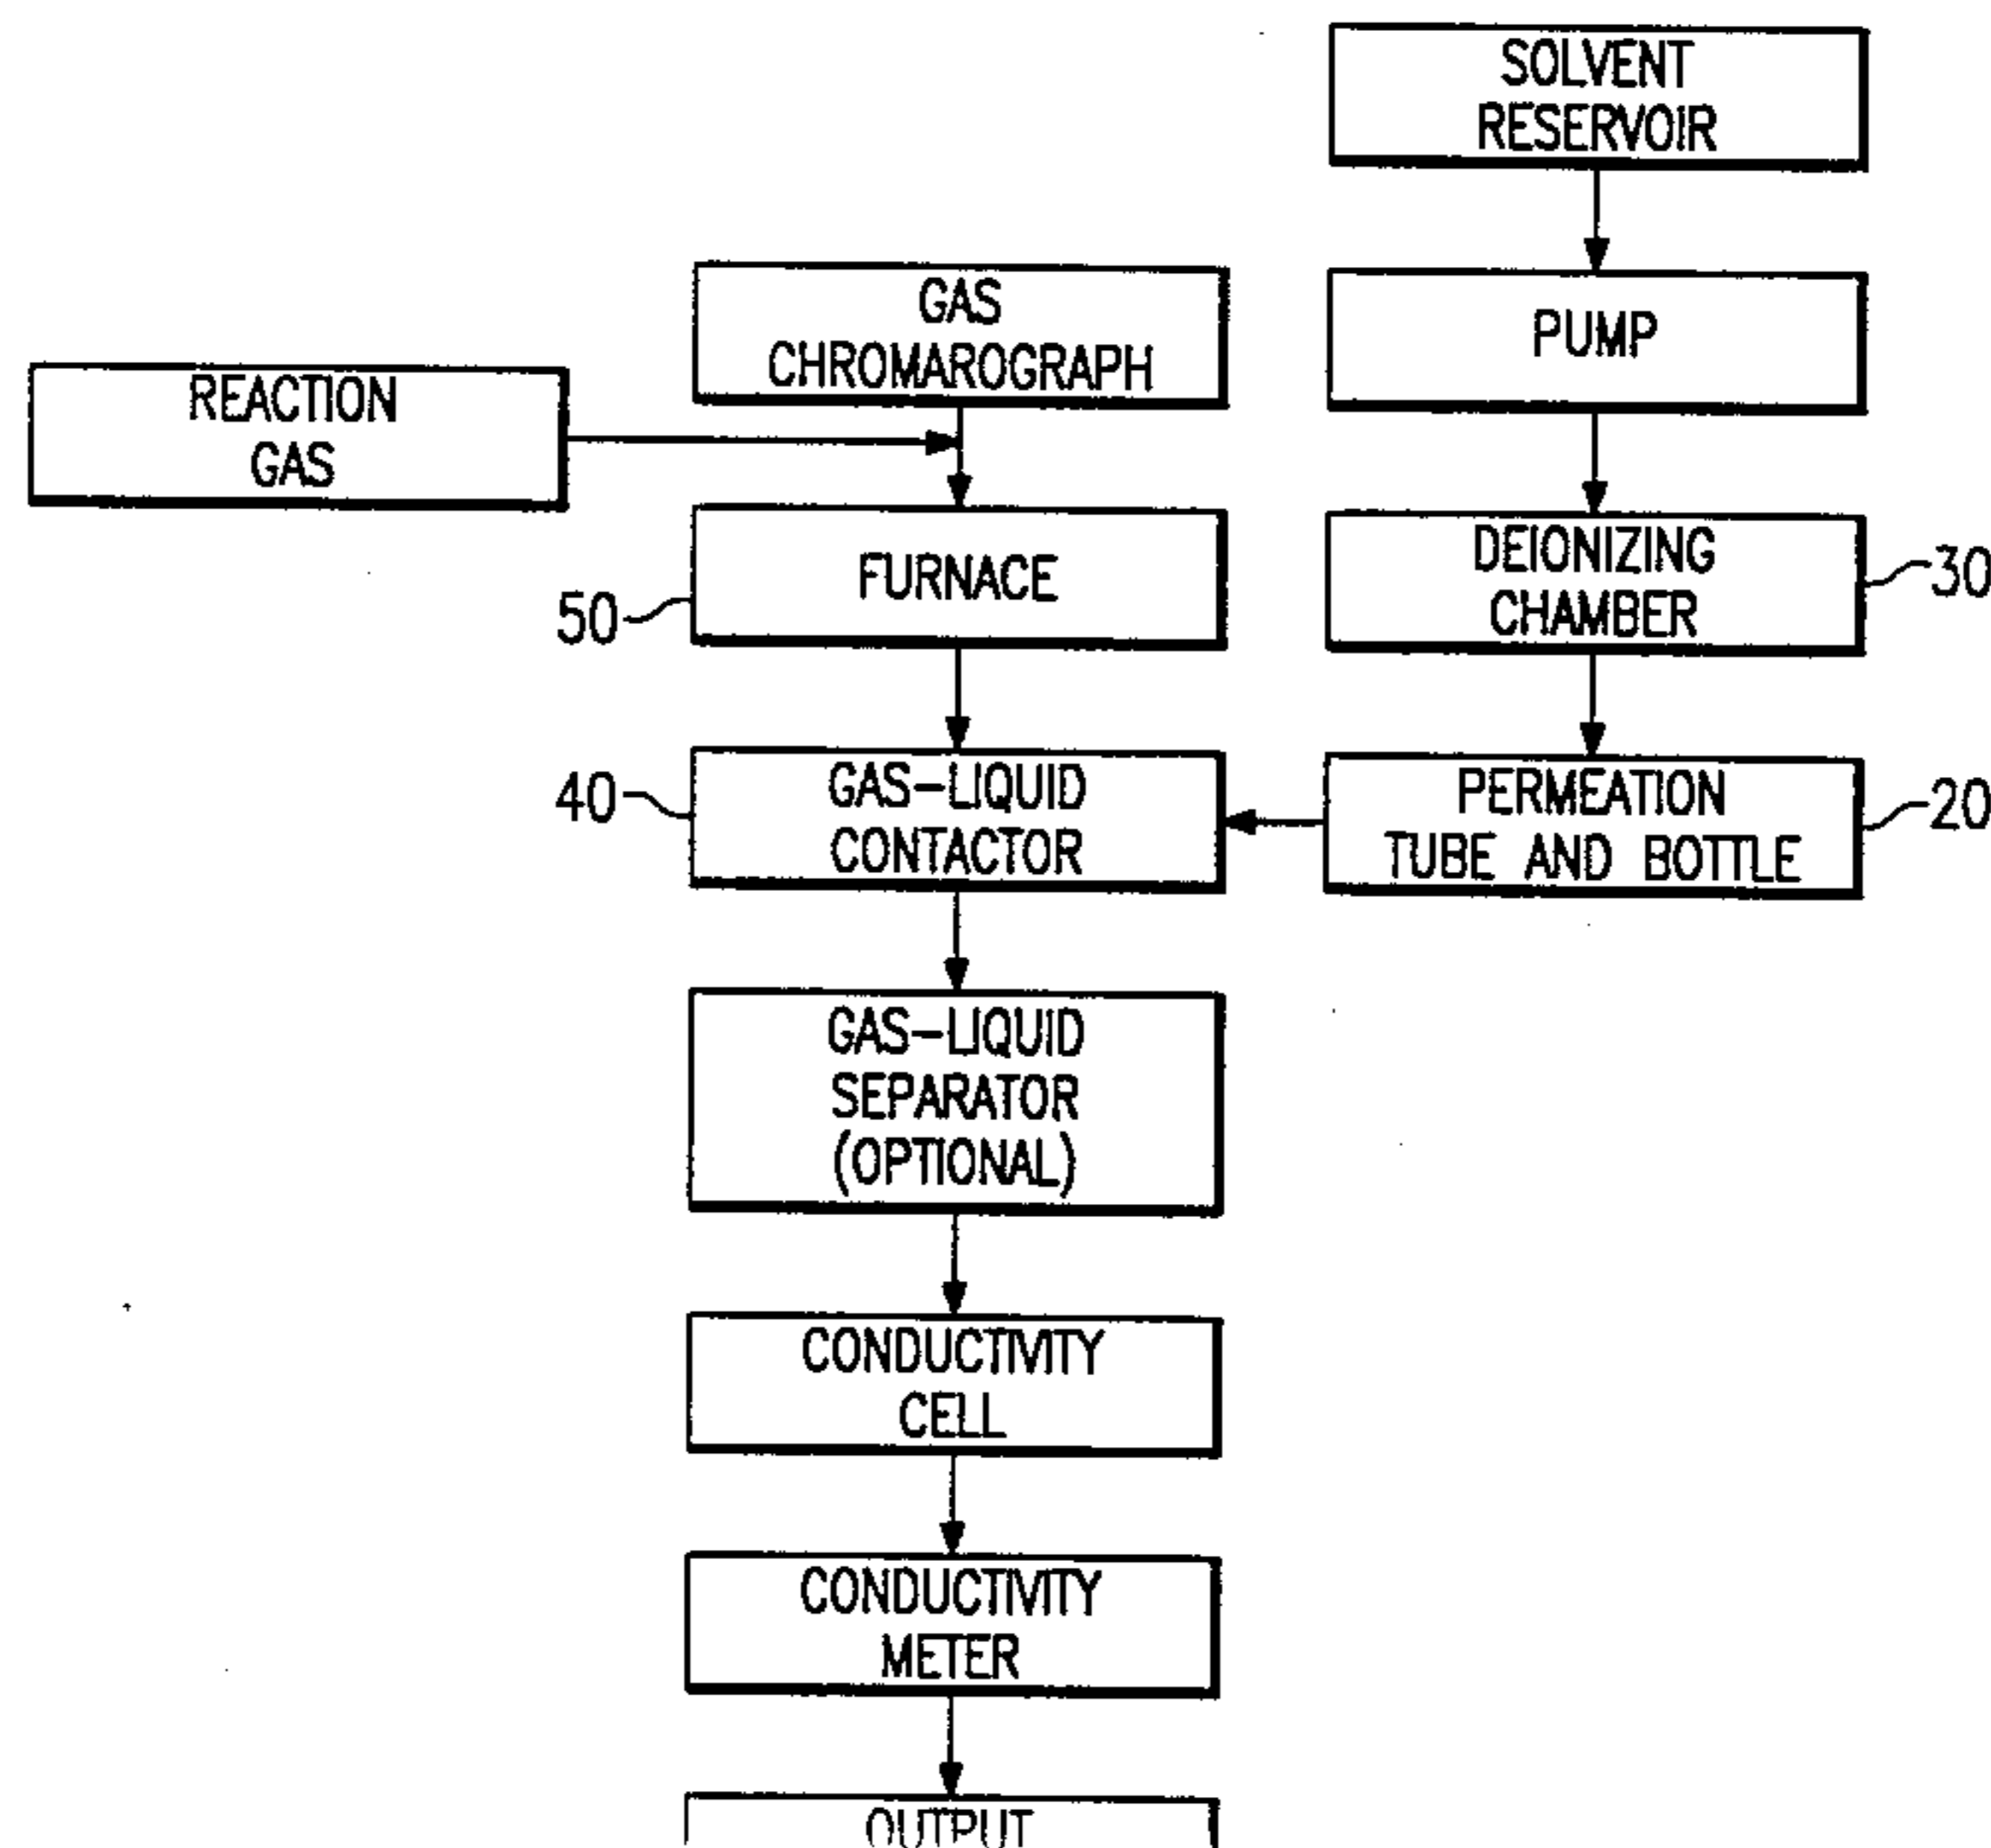 SOLVENT
RESERVOIR
GAS
CHROMAROGRAPH
PUMP
REACTION
GAS
FURNACE
50
DEIONIZING
CHAMBER
30
GAS-LIQUID
CONTACTOR
40
PERMEATION
TUBE AND BOTTLE
20
GAS-LIQUID
SEPARATOR
(OPTIONAL)
CONDUCTIVITY
CELL
CONDUCTIVITY
METER
OUTPUT